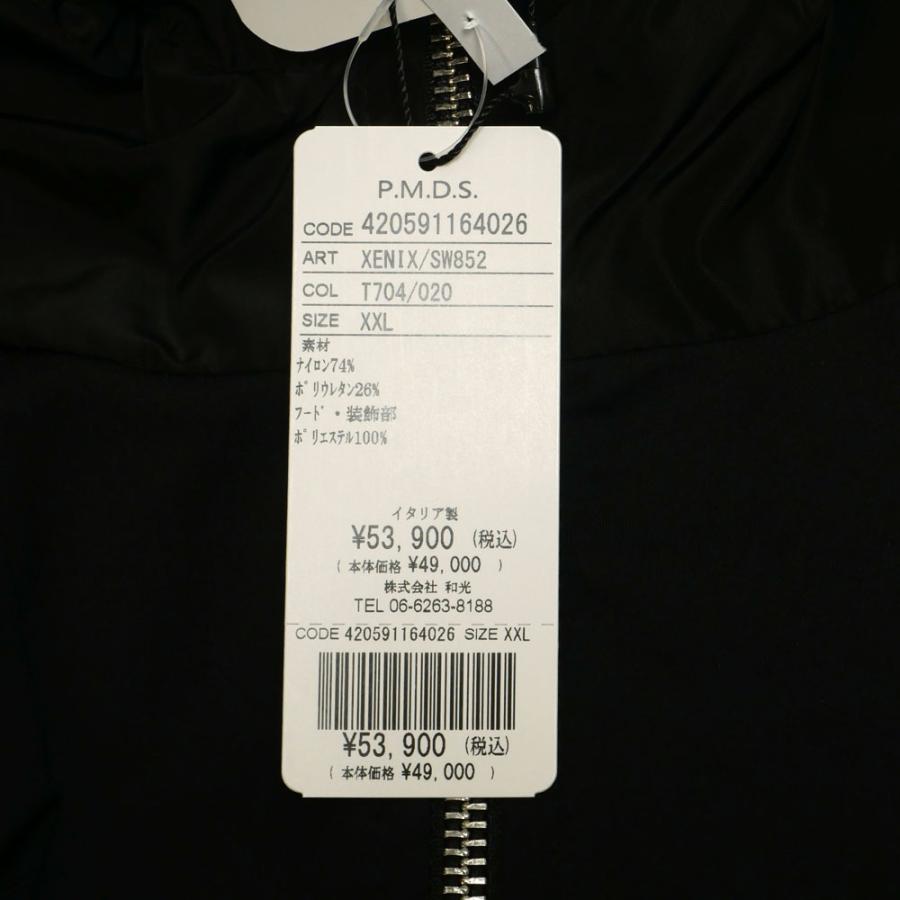 P.M.D.S.
CODE 420591164026
ART XENIX/SW852
COL T704/020
SIZE XXL
素材
ﾅｲﾛﾝ74%
ﾎﾟﾘｳﾚﾀﾝ26%
ﾌｰﾄﾞ・装飾部
ﾎﾟﾘｴｽﾃﾙ100%
イタリア製
¥53,900 (税込)
( 本体価格 ¥49,000 )
株式会社 和光
TEL 06-6263-8188
CODE 420591164026 SIZE XXL
¥53,900 (税込)
( 本体価格 ¥49,000 )